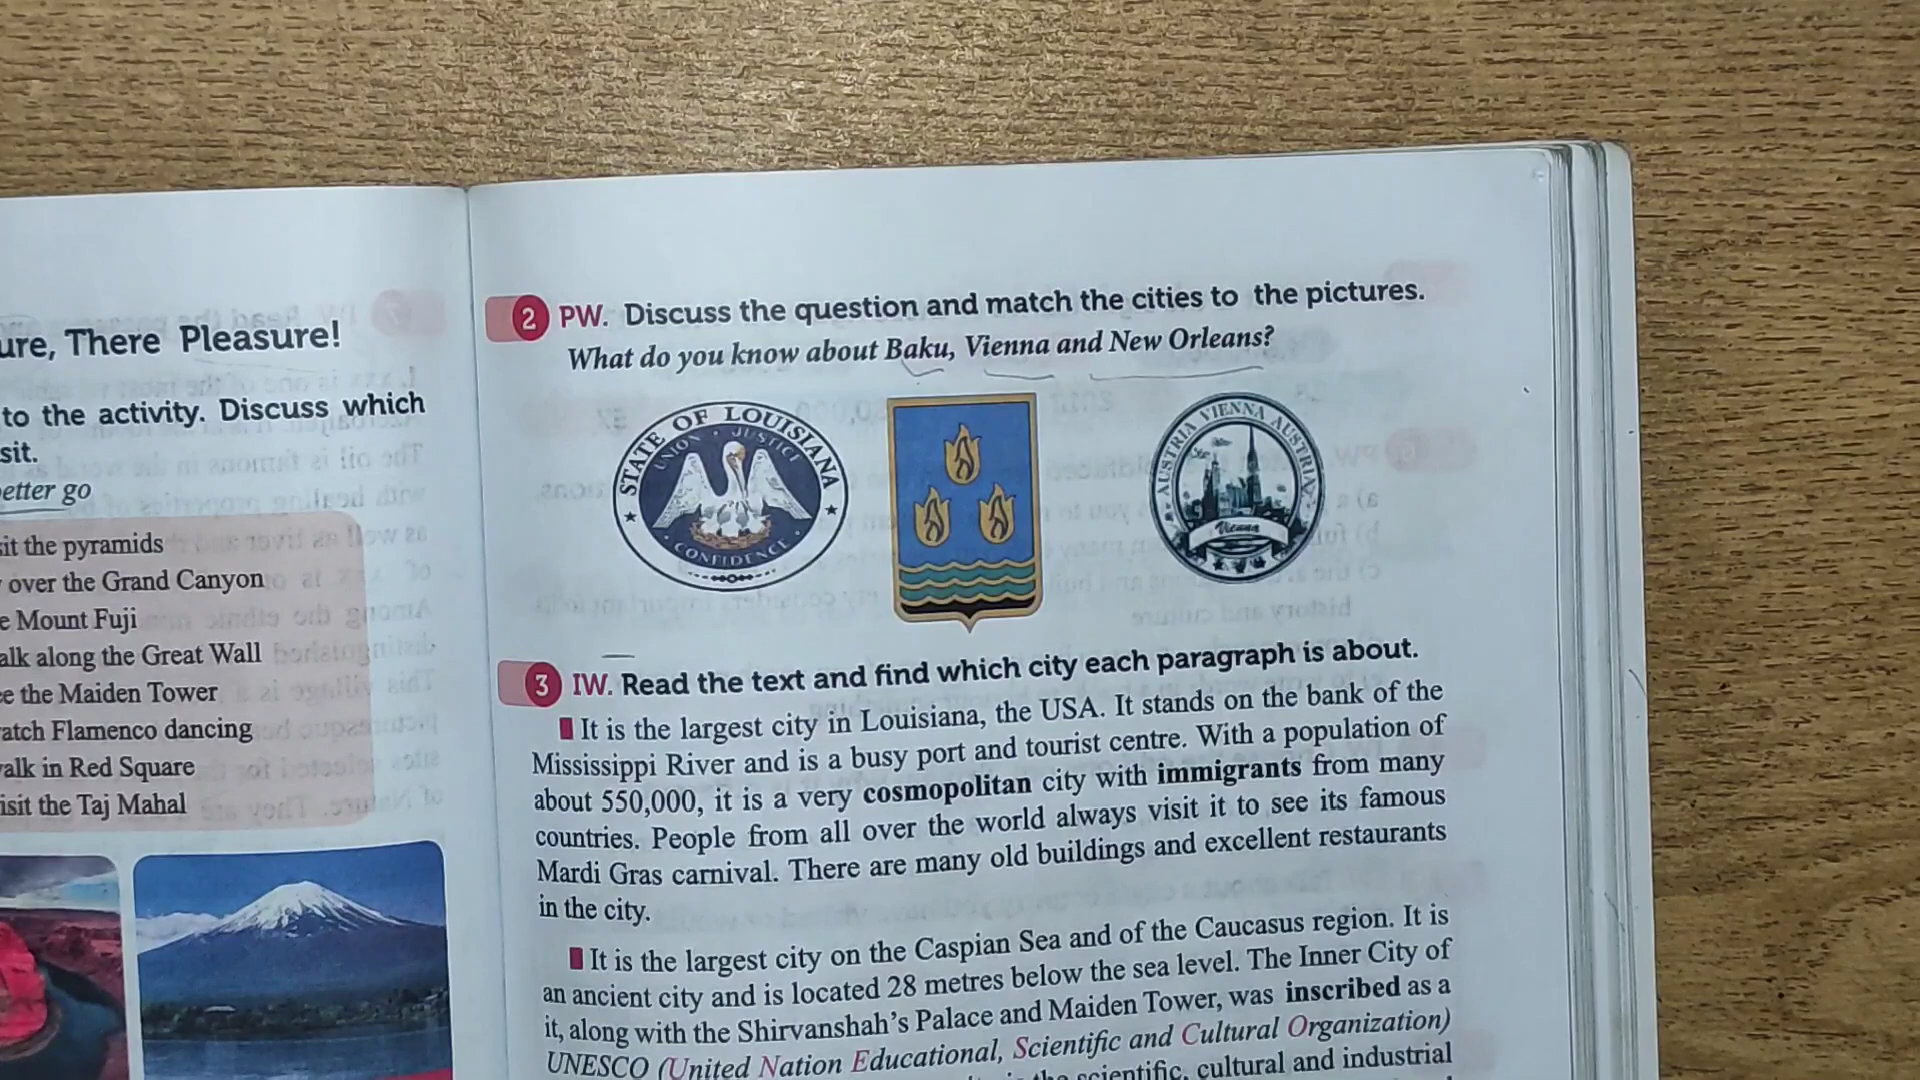 ure, There Pleasure!
to the activity. Discuss which
sit.
etter go
sit the pyramids
over the Grand Canyon
e Mount Fuji
alk along the Great Wall
ee the Maiden Tower
atch Flamenco dancing
alk in Red Square
isit the Taj Mahal
2 PW. Discuss the question and match the cities to the pictures.
What do you know about Baku, Vienna and New Orleans?
STATE OF LOUISIANA
UNION · JUSTICE
CONFIDENCE
AUSTRIA VIENNA AUSTRIA
Vienna
3 IW. Read the text and find which city each paragraph is about.
It is the largest city in Louisiana, the USA. It stands on the bank of the
Mississippi River and is a busy port and tourist centre. With a population of
about 550,000, it is a very cosmopolitan city with immigrants from many
countries. People from all over the world always visit it to see its famous
Mardi Gras carnival. There are many old buildings and excellent restaurants
in the city.
It is the largest city on the Caspian Sea and of the Caucasus region. It is
an ancient city and is located 28 metres below the sea level. The Inner City of
it, along with the Shirvanshah's Palace and Maiden Tower, was inscribed as a
UNESCO (United Nation Educational, Scientific and Cultural Organization)
the scientific, cultural and industrial